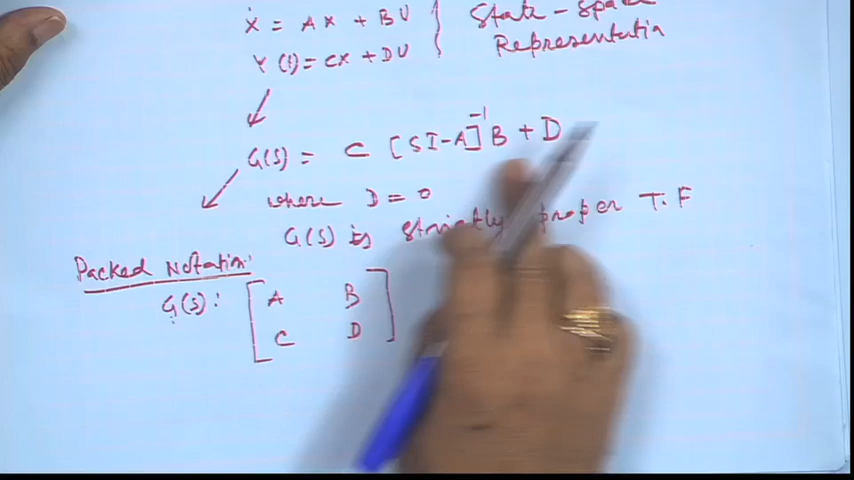 Ẋ = AX + BU } State-Space
Y(t) = CX + DU Representation
G(S) = C [SI-A]⁻¹ B + D
where D = 0
G(S) is strictly proper T.F
Packed Notation:
G(S): [ A B
C D ]